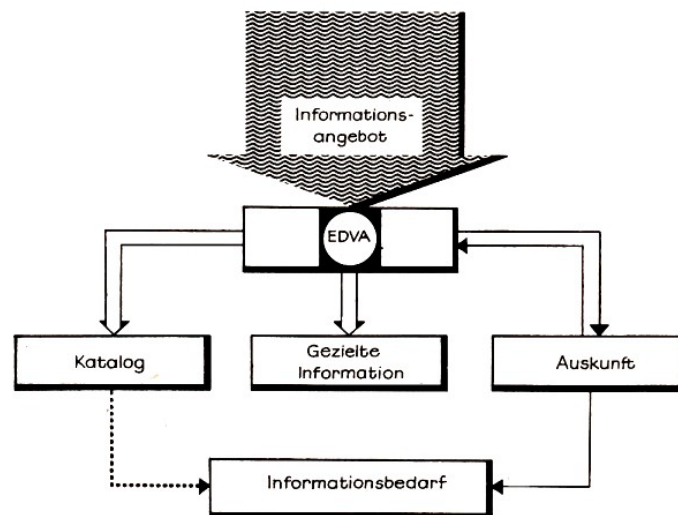 Informations-
angebot
EDVA
Katalog
Gezielte
Information
Auskunft
Informationsbedarf